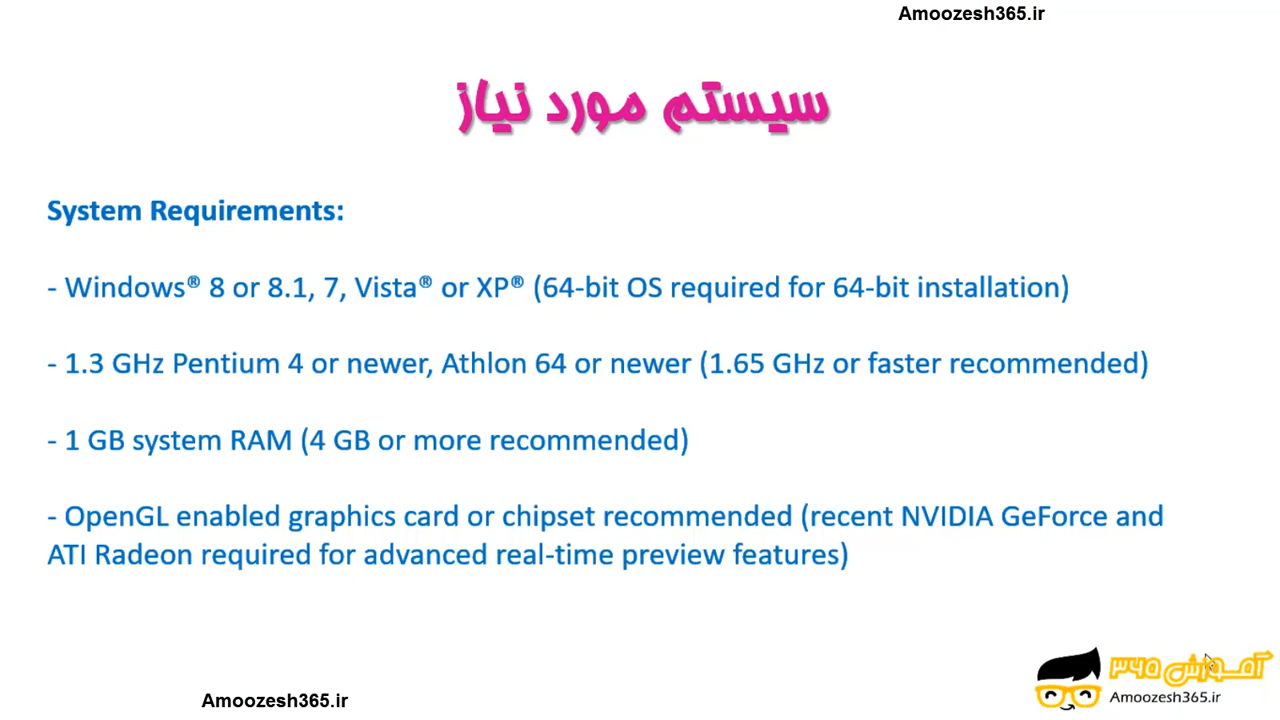 Amoozesh365.ir
سیستم مورد نیاز
System Requirements:
- Windows® 8 or 8.1, 7, Vista® or XP® (64-bit OS required for 64-bit installation)
- 1.3 GHz Pentium 4 or newer, Athlon 64 or newer (1.65 GHz or faster recommended)
- 1 GB system RAM (4 GB or more recommended)
- OpenGL enabled graphics card or chipset recommended (recent NVIDIA GeForce and
ATI Radeon required for advanced real-time preview features)
آموزش ۳۶۵
Amoozesh365.ir
Amoozesh365.ir